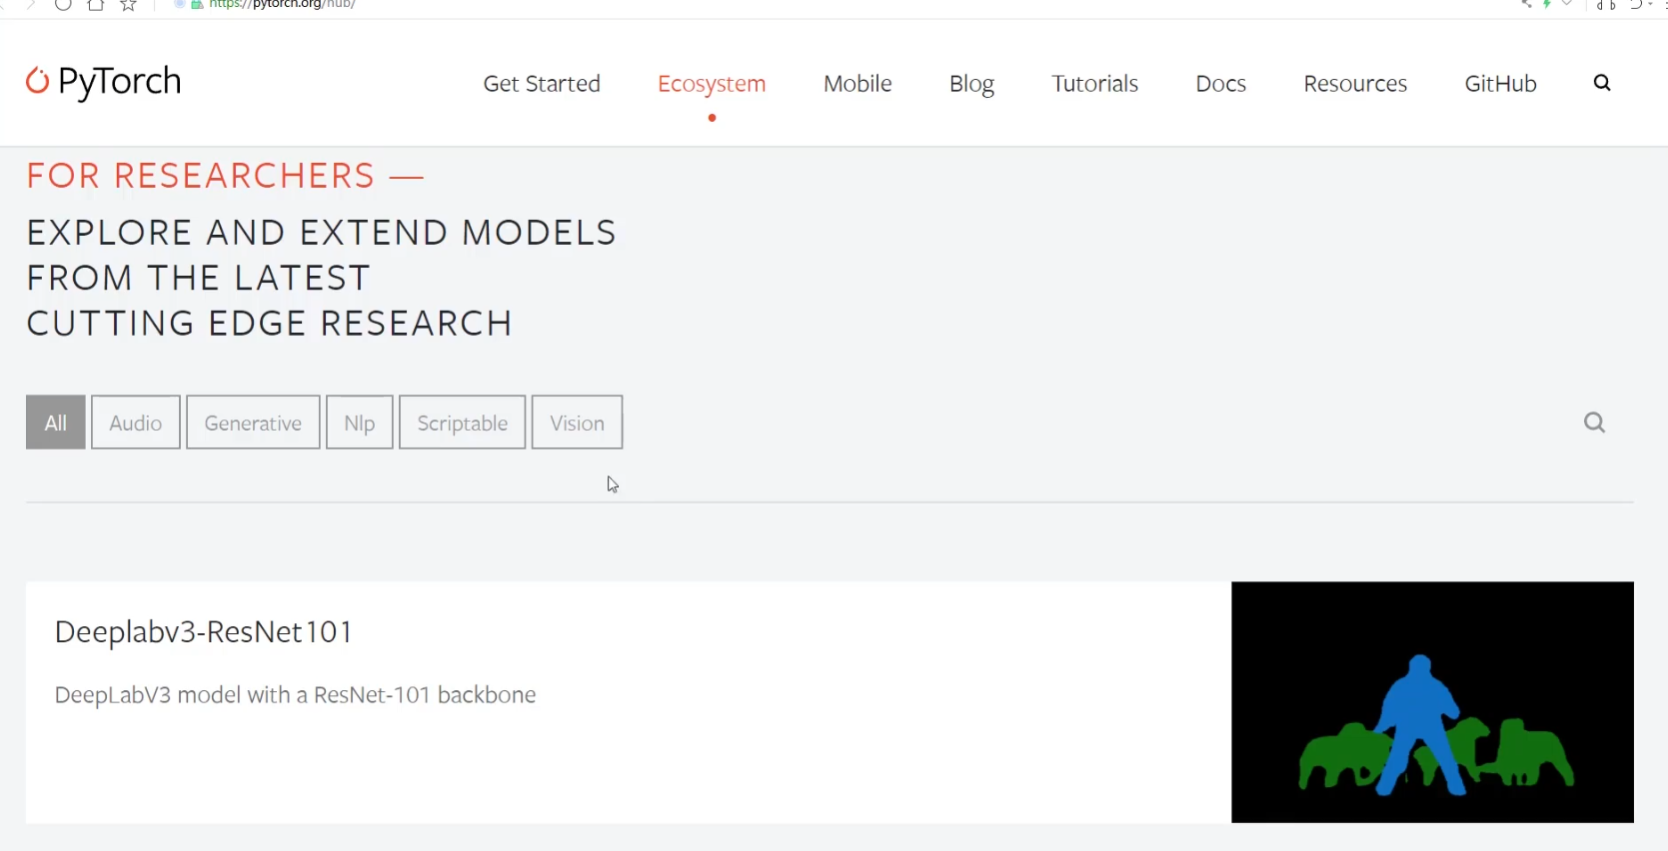 https://pytorch.org/hub/
PyTorch
Get Started Ecosystem Mobile Blog Tutorials Docs Resources GitHub
FOR RESEARCHERS —
EXPLORE AND EXTEND MODELS
FROM THE LATEST
CUTTING EDGE RESEARCH
All Audio Generative Nlp Scriptable Vision
Deeplabv3-ResNet101
DeepLabV3 model with a ResNet-101 backbone